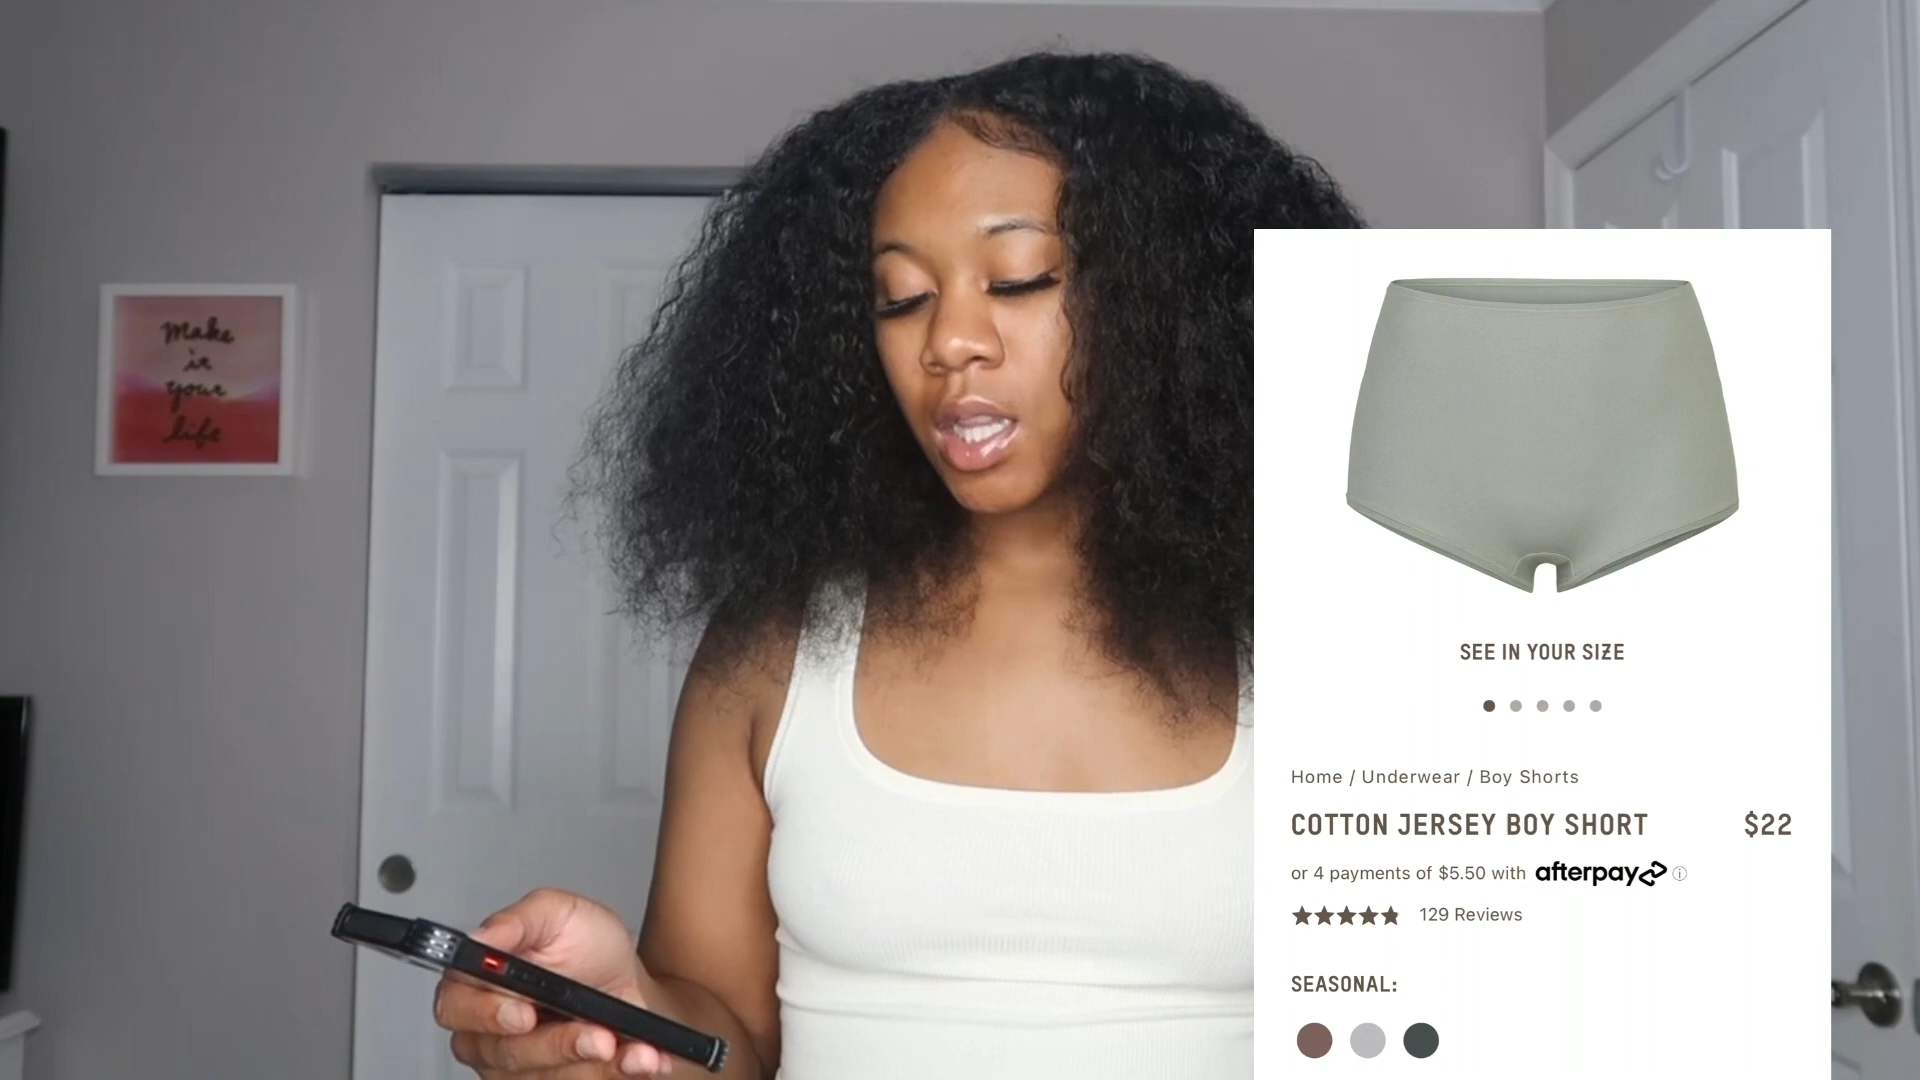 Make
it
your
life
SEE IN YOUR SIZE
Home / Underwear / Boy Shorts
COTTON JERSEY BOY SHORT $22
or 4 payments of $5.50 with afterpay
129 Reviews
SEASONAL: